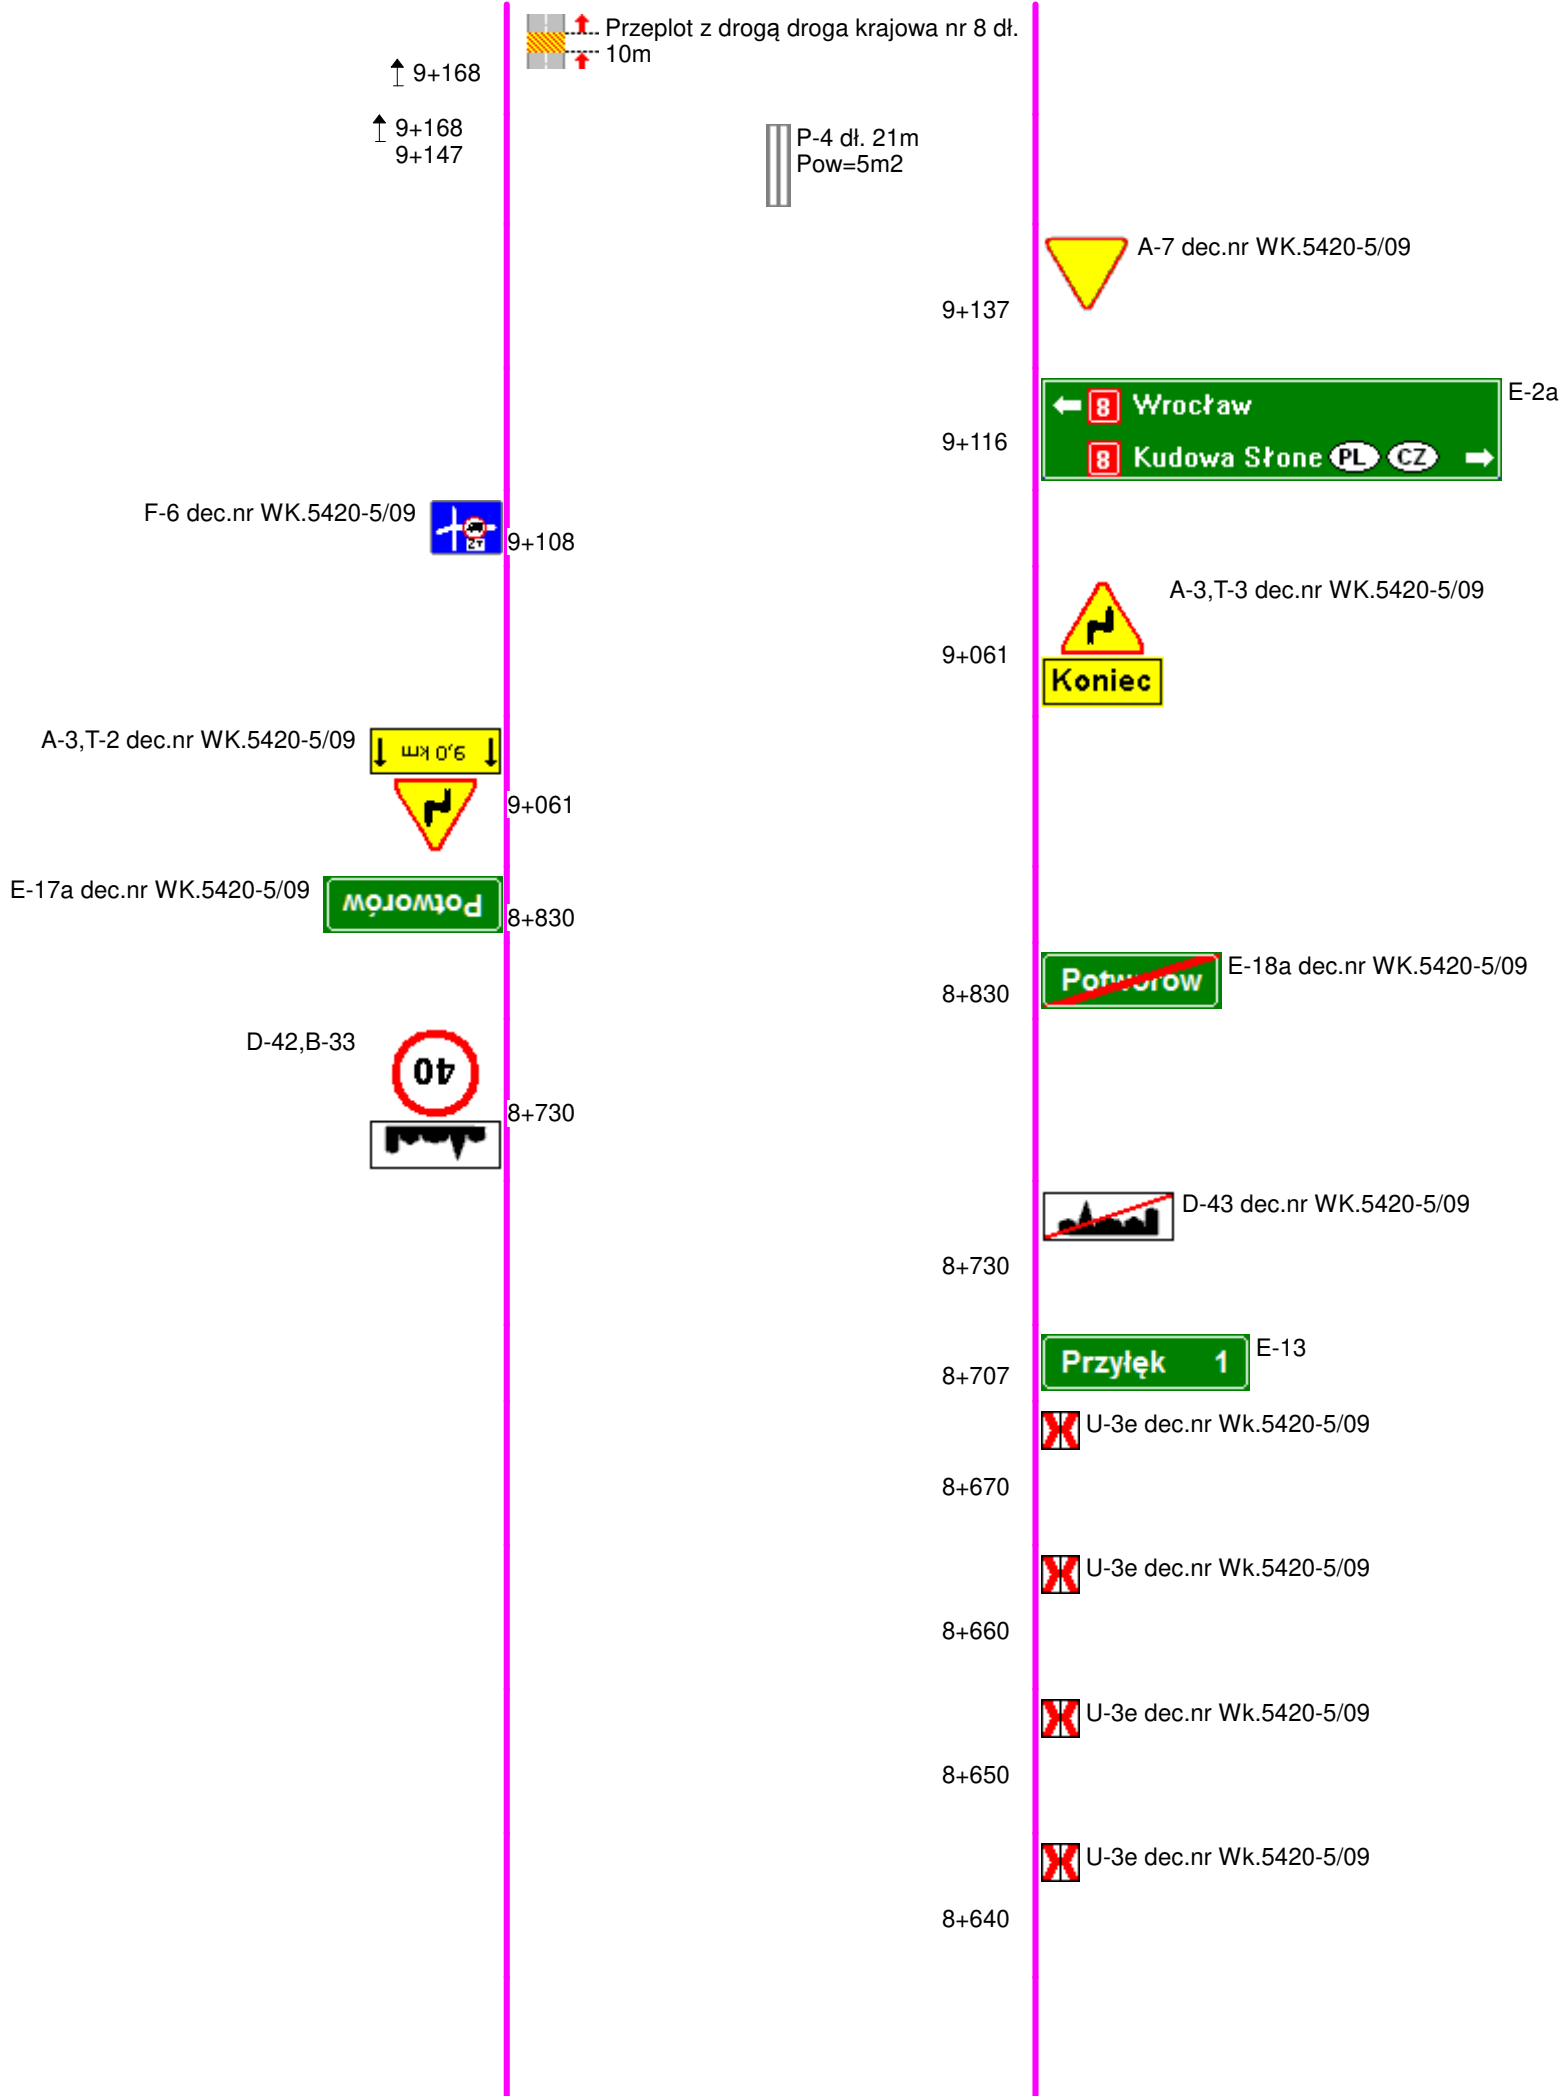 Przeplot z drogą droga krajowa nr 8 dł.
10m
9+168
9+168
9+147
P-4 dł. 21m
Pow=5m2
A-7 dec.nr WK.5420-5/09
9+137
E-2a
8 Wrocław
8 Kudowa Słone PL CZ
9+116
F-6 dec.nr WK.5420-5/09
2T
9+108
A-3,T-3 dec.nr WK.5420-5/09
9+061
Koniec
A-3,T-2 dec.nr WK.5420-5/09
9,0 km
9+061
E-17a dec.nr WK.5420-5/09
Potworów
8+830
E-18a dec.nr WK.5420-5/09
Potworów
8+830
D-42,B-33
40
8+730
D-43 dec.nr WK.5420-5/09
8+730
E-13
Przyłęk 1
8+707
U-3e dec.nr Wk.5420-5/09
8+670
U-3e dec.nr Wk.5420-5/09
8+660
U-3e dec.nr Wk.5420-5/09
8+650
U-3e dec.nr Wk.5420-5/09
8+640